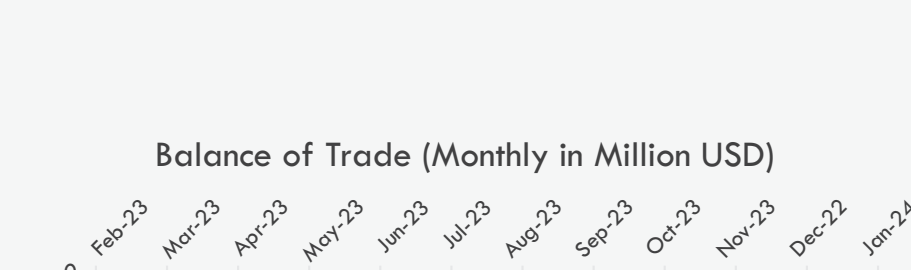 Balance of Trade (Monthly in Million USD)
Feb-23 Mar-23 Apr-23 May-23 Jun-23 Jul-23 Aug-23 Sep-23 Oct-23 Nov-23 Dec-22 Jan-24
0